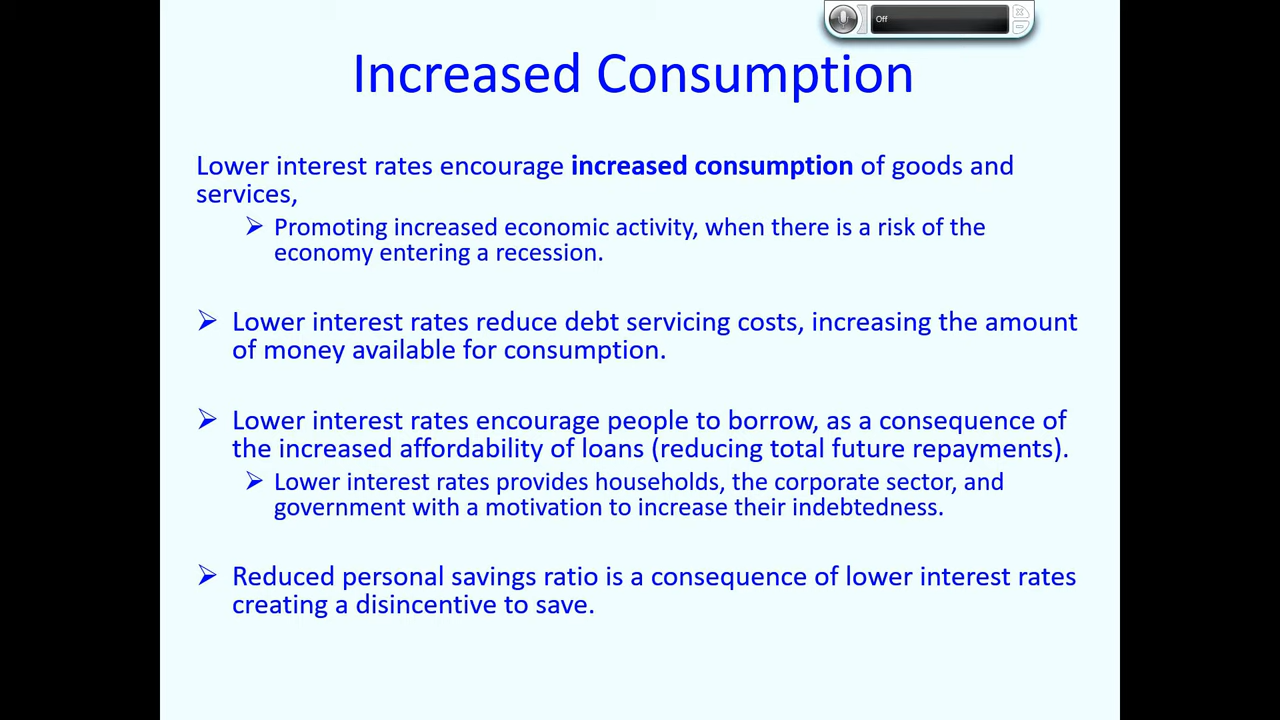 Off
Increased Consumption
Lower interest rates encourage increased consumption of goods and
services,
➢ Promoting increased economic activity, when there is a risk of the
economy entering a recession.
➢ Lower interest rates reduce debt servicing costs, increasing the amount
of money available for consumption.
➢ Lower interest rates encourage people to borrow, as a consequence of
the increased affordability of loans (reducing total future repayments).
➢ Lower interest rates provides households, the corporate sector, and
government with a motivation to increase their indebtedness.
➢ Reduced personal savings ratio is a consequence of lower interest rates
creating a disincentive to save.